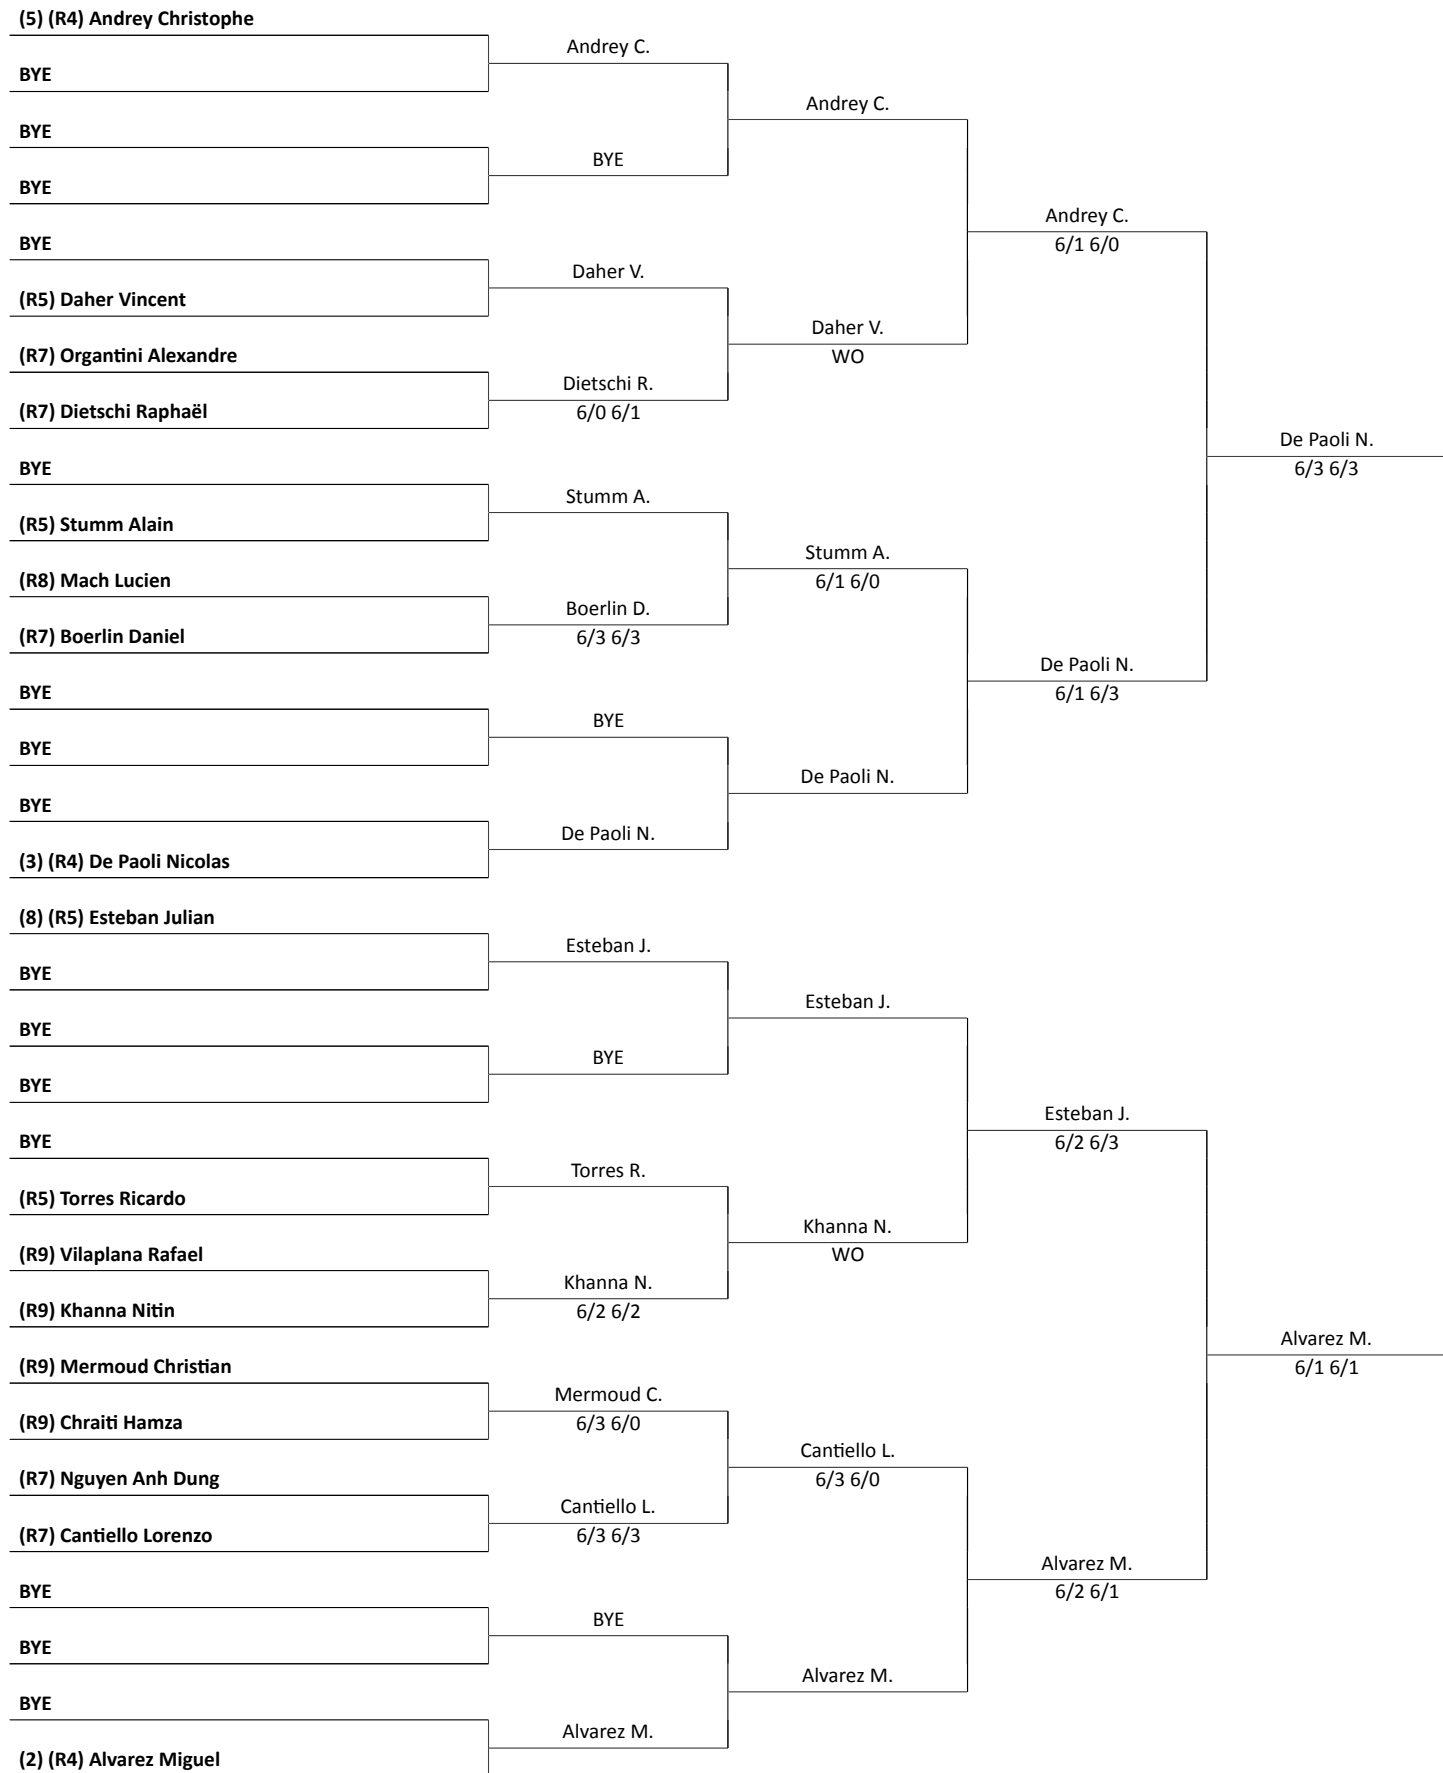 (5) (R4) Andrey Christophe
Andrey C.
BYE
Andrey C.
BYE
BYE
BYE
Andrey C.
6/1 6/0
BYE
Daher V.
(R5) Daher Vincent
Daher V.
WO
(R7) Organtini Alexandre
Dietschi R.
6/0 6/1
(R7) Dietschi Raphaël
De Paoli N.
6/3 6/3
BYE
Stumm A.
(R5) Stumm Alain
Stumm A.
6/1 6/0
(R8) Mach Lucien
Boerlin D.
6/3 6/3
(R7) Boerlin Daniel
De Paoli N.
6/1 6/3
BYE
BYE
BYE
De Paoli N.
BYE
De Paoli N.
(3) (R4) De Paoli Nicolas
(8) (R5) Esteban Julian
Esteban J.
BYE
Esteban J.
BYE
BYE
BYE
Esteban J.
6/2 6/3
BYE
Torres R.
(R5) Torres Ricardo
Khanna N.
WO
(R9) Vilaplana Rafael
Khanna N.
6/2 6/2
(R9) Khanna Nitin
Alvarez M.
6/1 6/1
(R9) Mermoud Christian
Mermoud C.
6/3 6/0
(R9) Chraiti Hamza
Cantiello L.
6/3 6/0
(R7) Nguyen Anh Dung
Cantiello L.
6/3 6/3
(R7) Cantiello Lorenzo
Alvarez M.
6/2 6/1
BYE
BYE
BYE
Alvarez M.
BYE
Alvarez M.
(2) (R4) Alvarez Miguel